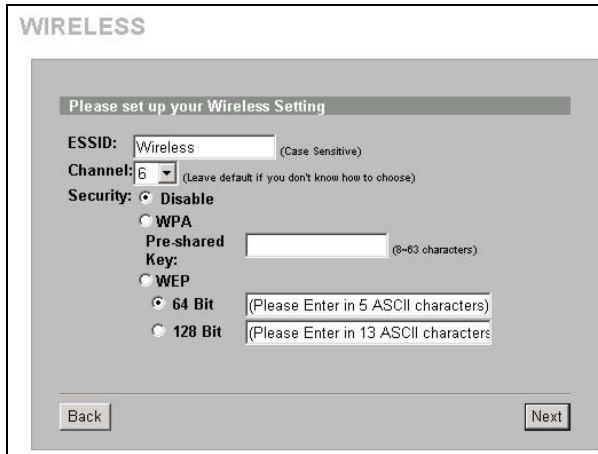 WIRELESS
Please set up your Wireless Setting
ESSID: Wireless (Case Sensitive)
Channel: 6 (Leave default if you don't know how to choose)
Security: Disable
WPA
Pre-shared Key: (8~63 characters)
WEP
64 Bit (Please Enter in 5 ASCII characters)
128 Bit (Please Enter in 13 ASCII characters
Back Next